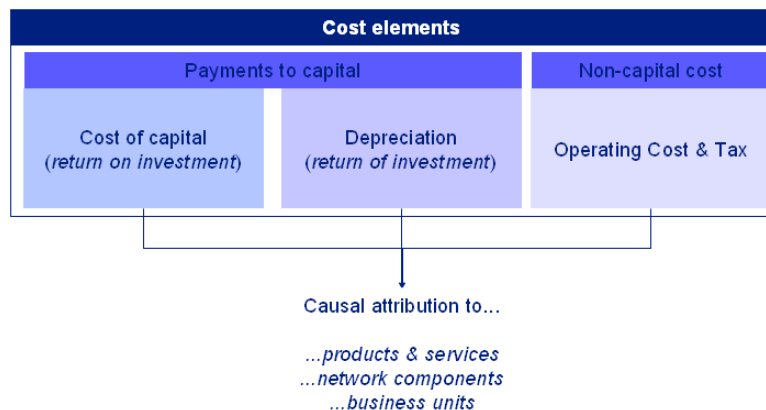 Cost elements
Payments to capital
Non-capital cost
Cost of capital
(return on investment)
Depreciation
(return of investment)
Operating Cost & Tax
Causal attribution to...
...products & services
...network components
...business units